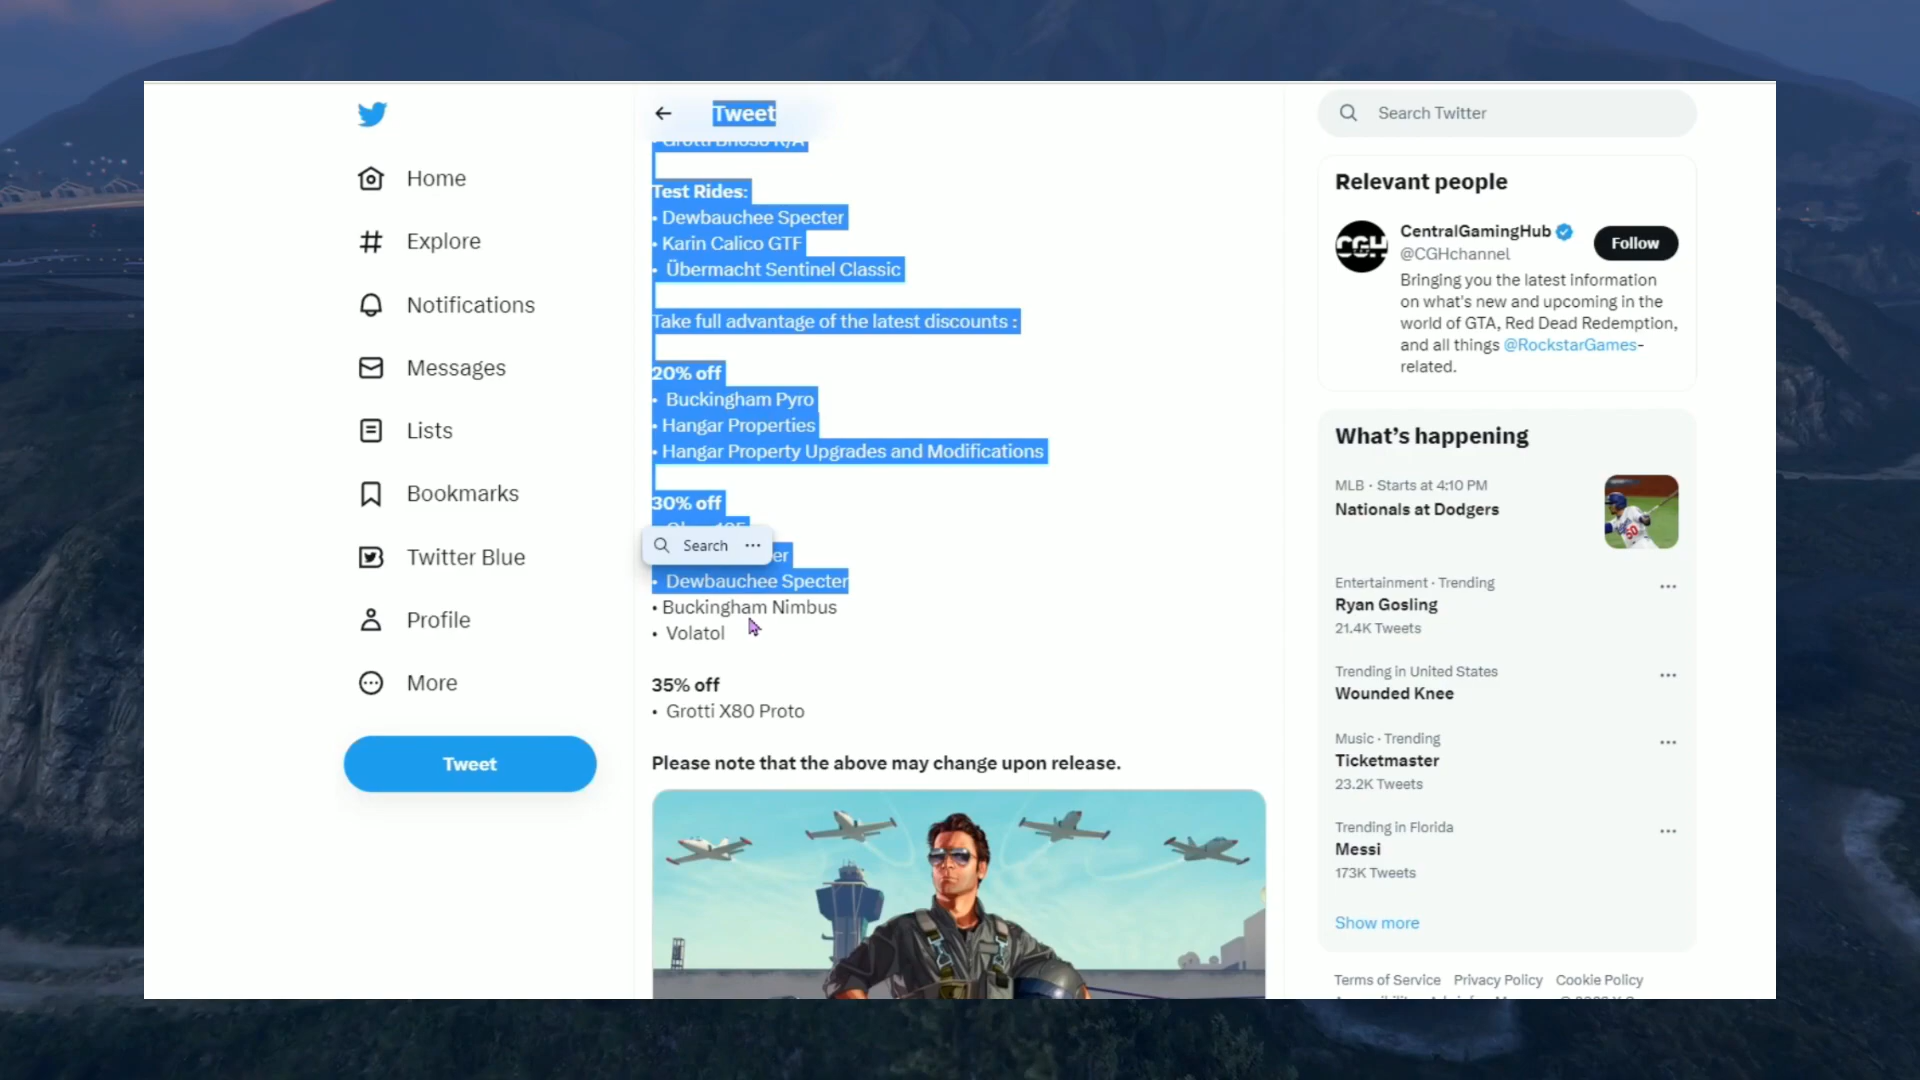 Home
Explore
Notifications
Messages
Lists
Bookmarks
Twitter Blue
Profile
More
Tweet
Tweet
• Grotti Brioso R/A
Test Rides:
• Dewbauchee Specter
• Karin Calico GTF
• Übermacht Sentinel Classic
Take full advantage of the latest discounts :
20% off
• Buckingham Pyro
• Hangar Properties
• Hangar Property Upgrades and Modifications
30% off
Search
• Dewbauchee Specter
• Buckingham Nimbus
• Volatol
35% off
• Grotti X80 Proto
Please note that the above may change upon release.
Search Twitter
Relevant people
CentralGamingHub
@CGHchannel
CGH
Follow
Bringing you the latest information
on what's new and upcoming in the
world of GTA, Red Dead Redemption,
and all things @RockstarGames-
related.
What's happening
MLB · Starts at 4:10 PM
Nationals at Dodgers
50
Entertainment · Trending
Ryan Gosling
21.4K Tweets
Trending in United States
Wounded Knee
Music · Trending
Ticketmaster
23.2K Tweets
Trending in Florida
Messi
173K Tweets
Show more
Terms of Service Privacy Policy Cookie Policy